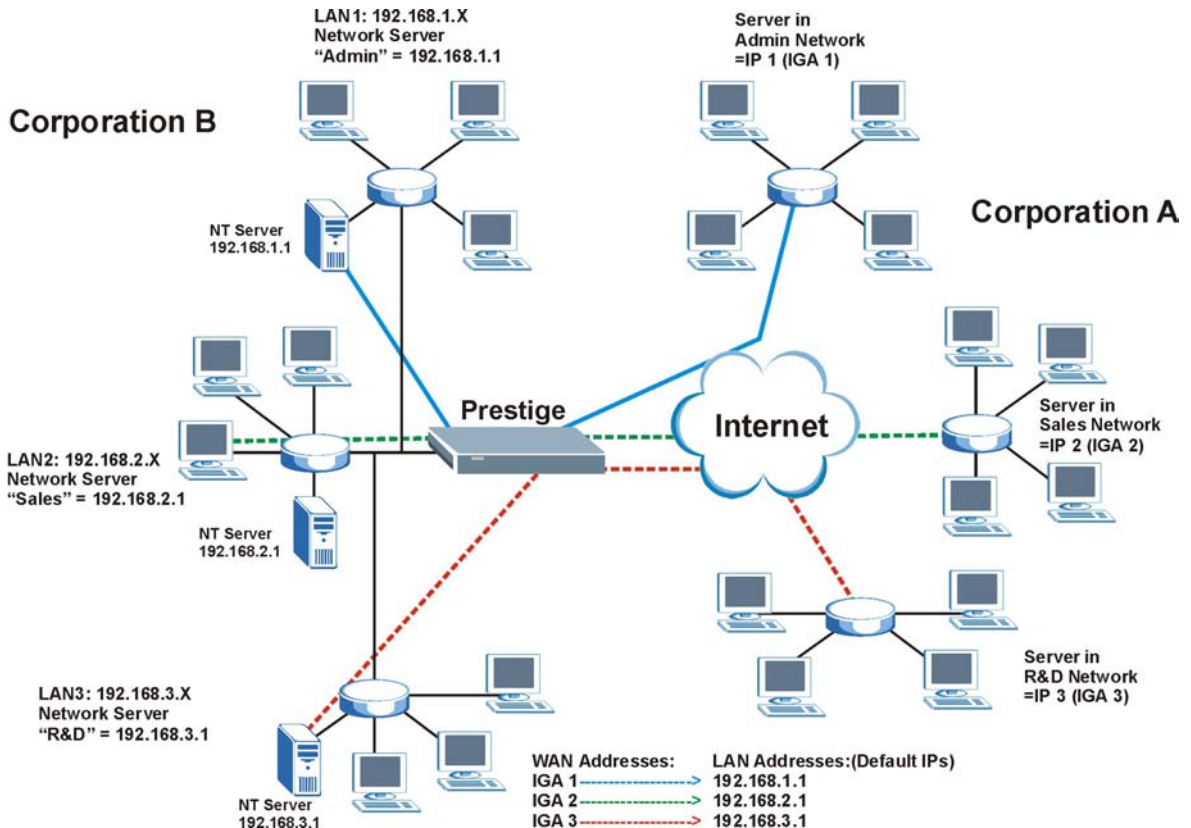 LAN1: 192.168.1.X
Network Server
“Admin” = 192.168.1.1
Server in
Admin Network
=IP 1 (IGA 1)
Corporation B
Corporation A
NT Server
192.168.1.1
Prestige
Internet
Server in
Sales Network
=IP 2 (IGA 2)
LAN2: 192.168.2.X
Network Server
“Sales” = 192.168.2.1
NT Server
192.168.2.1
LAN3: 192.168.3.X
Network Server
“R&D” = 192.168.3.1
Server in
R&D Network
=IP 3 (IGA 3)
NT Server
192.168.3.1
WAN Addresses: LAN Addresses:(Default IPs)
IGA 1 192.168.1.1
IGA 2 192.168.2.1
IGA 3 192.168.3.1